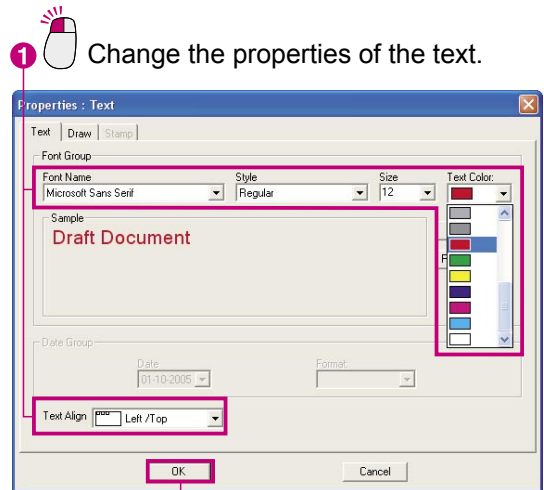 1 Change the properties of the text.
Properties : Text
Text Draw Stamp
Font Group
Font Name Style Size Text Color:
Microsoft Sans Serif Regular 12
Sample
Draft Document
F
Date Group
Date Format:
01-10-2005
Text Align Left /Top
OK Cancel